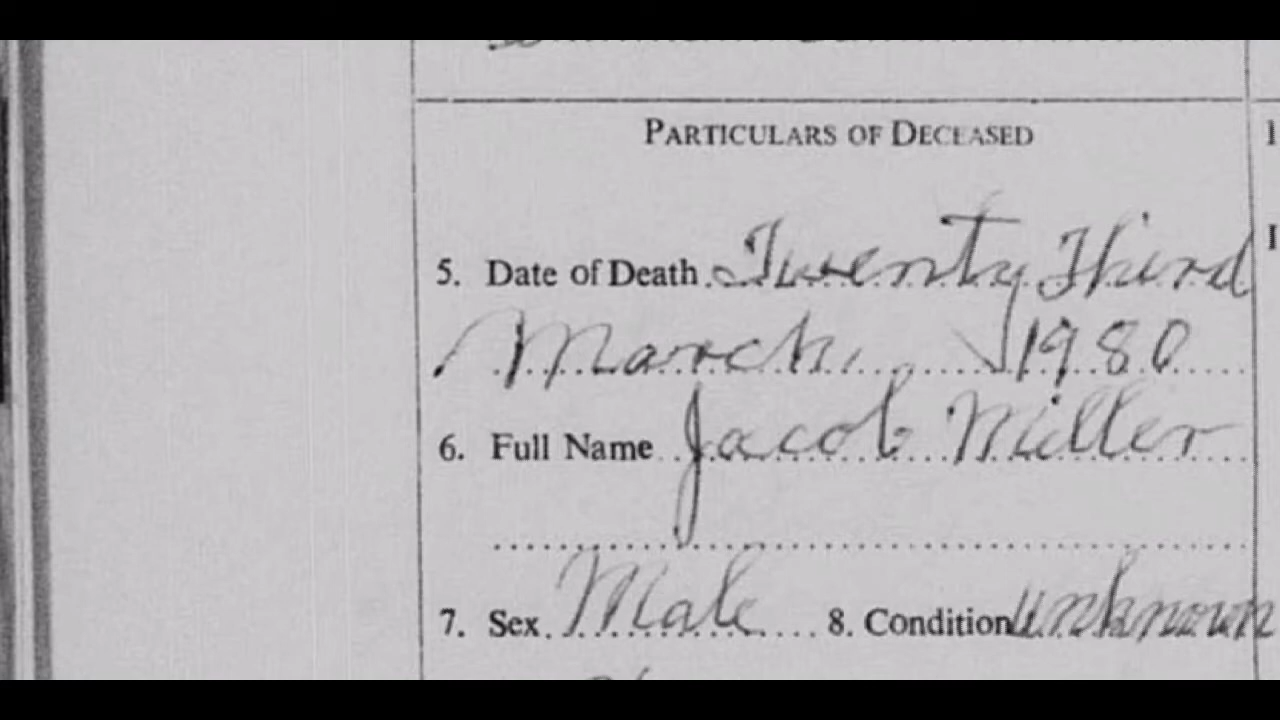 PARTICULARS OF DECEASED
5. Date of Death Twenty Third
March, 1980
6. Full Name Jacob Miller
7. Sex Male 8. Condition unknown